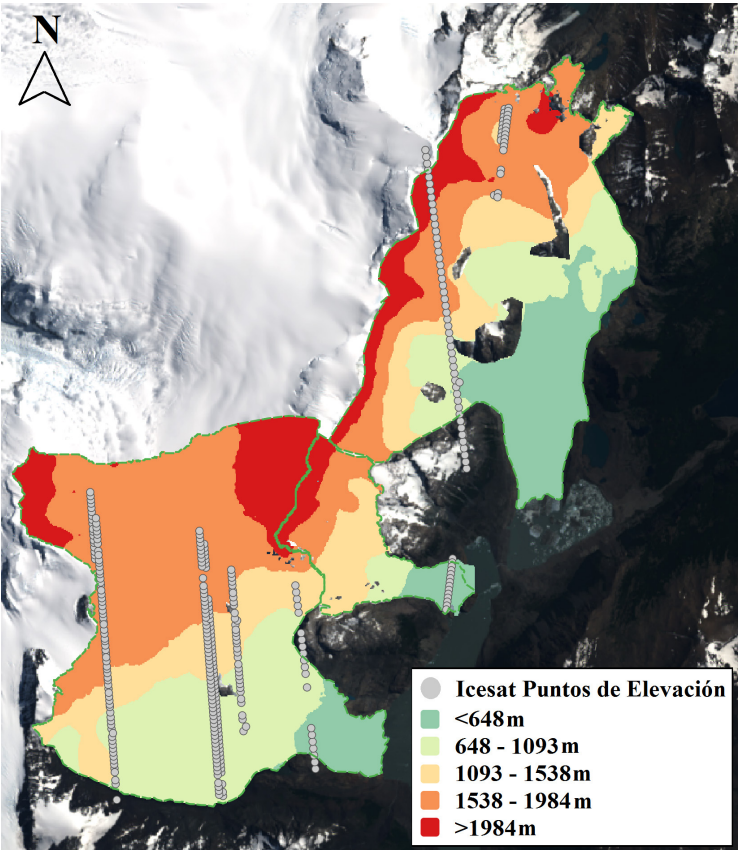 N
Icesat Puntos de Elevación
<648m
648 - 1093m
1093 - 1538m
1538 - 1984m
>1984m